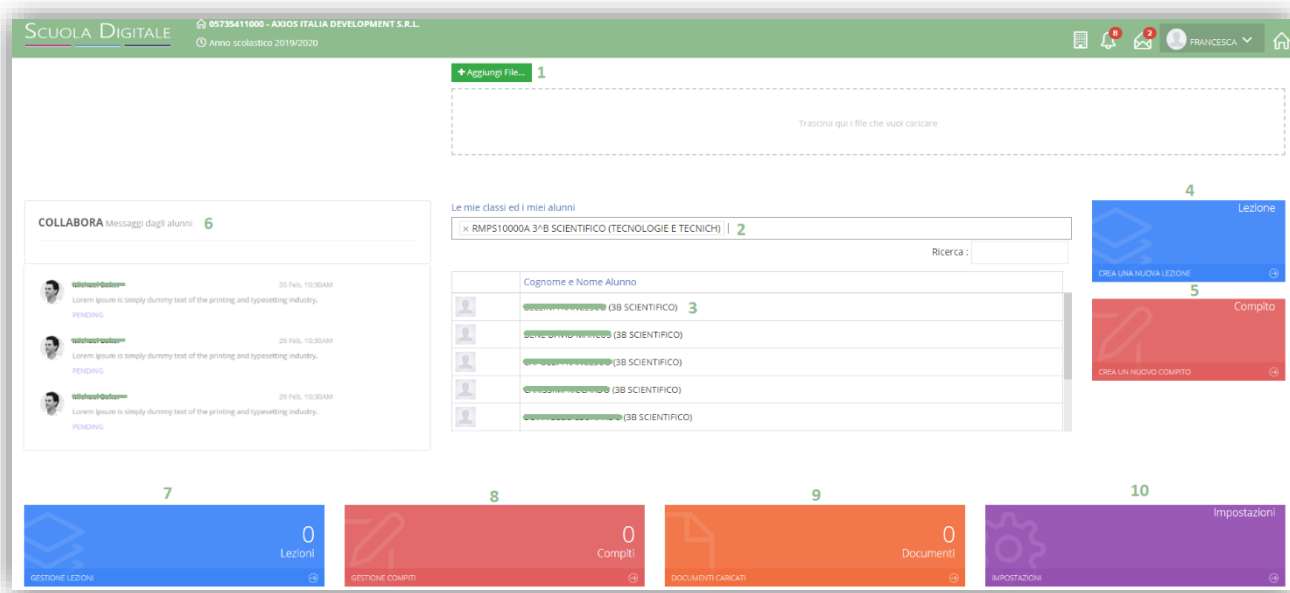 SCUOLA DIGITALE
05735411000 - AXIOS ITALIA DEVELOPMENT S.R.L.
Anno scolastico 2019/2020
8
2
FRANCESCA
+ Aggiungi File...
1
Trascina qui i file che vuoi caricare
COLLABORA Messaggi dagli alunni
6
26 Feb, 10:30AM
Lorem Ipsum is simply dummy text of the printing and typesetting industry.
PENDING
26 Feb, 10:30AM
Lorem Ipsum is simply dummy text of the printing and typesetting industry.
PENDING
26 Feb, 10:30AM
Lorem Ipsum is simply dummy text of the printing and typesetting industry.
PENDING
Le mie classi ed i miei alunni
× RMPS10000A 3^B SCIENTIFICO (TECNOLOGIE E TECNICH)
2
Ricerca :
Cognome e Nome Alunno
(3B SCIENTIFICO)
3
(3B SCIENTIFICO)
(3B SCIENTIFICO)
(3B SCIENTIFICO)
(3B SCIENTIFICO)
4
Lezione
CREA UNA NUOVA LEZIONE
5
Compito
CREA UN NUOVO COMPITO
7
0
Lezioni
GESTIONE LEZIONI
8
0
Compiti
GESTIONE COMPITI
9
0
Documenti
DOCUMENTI CARICATI
10
Impostazioni
IMPOSTAZIONI